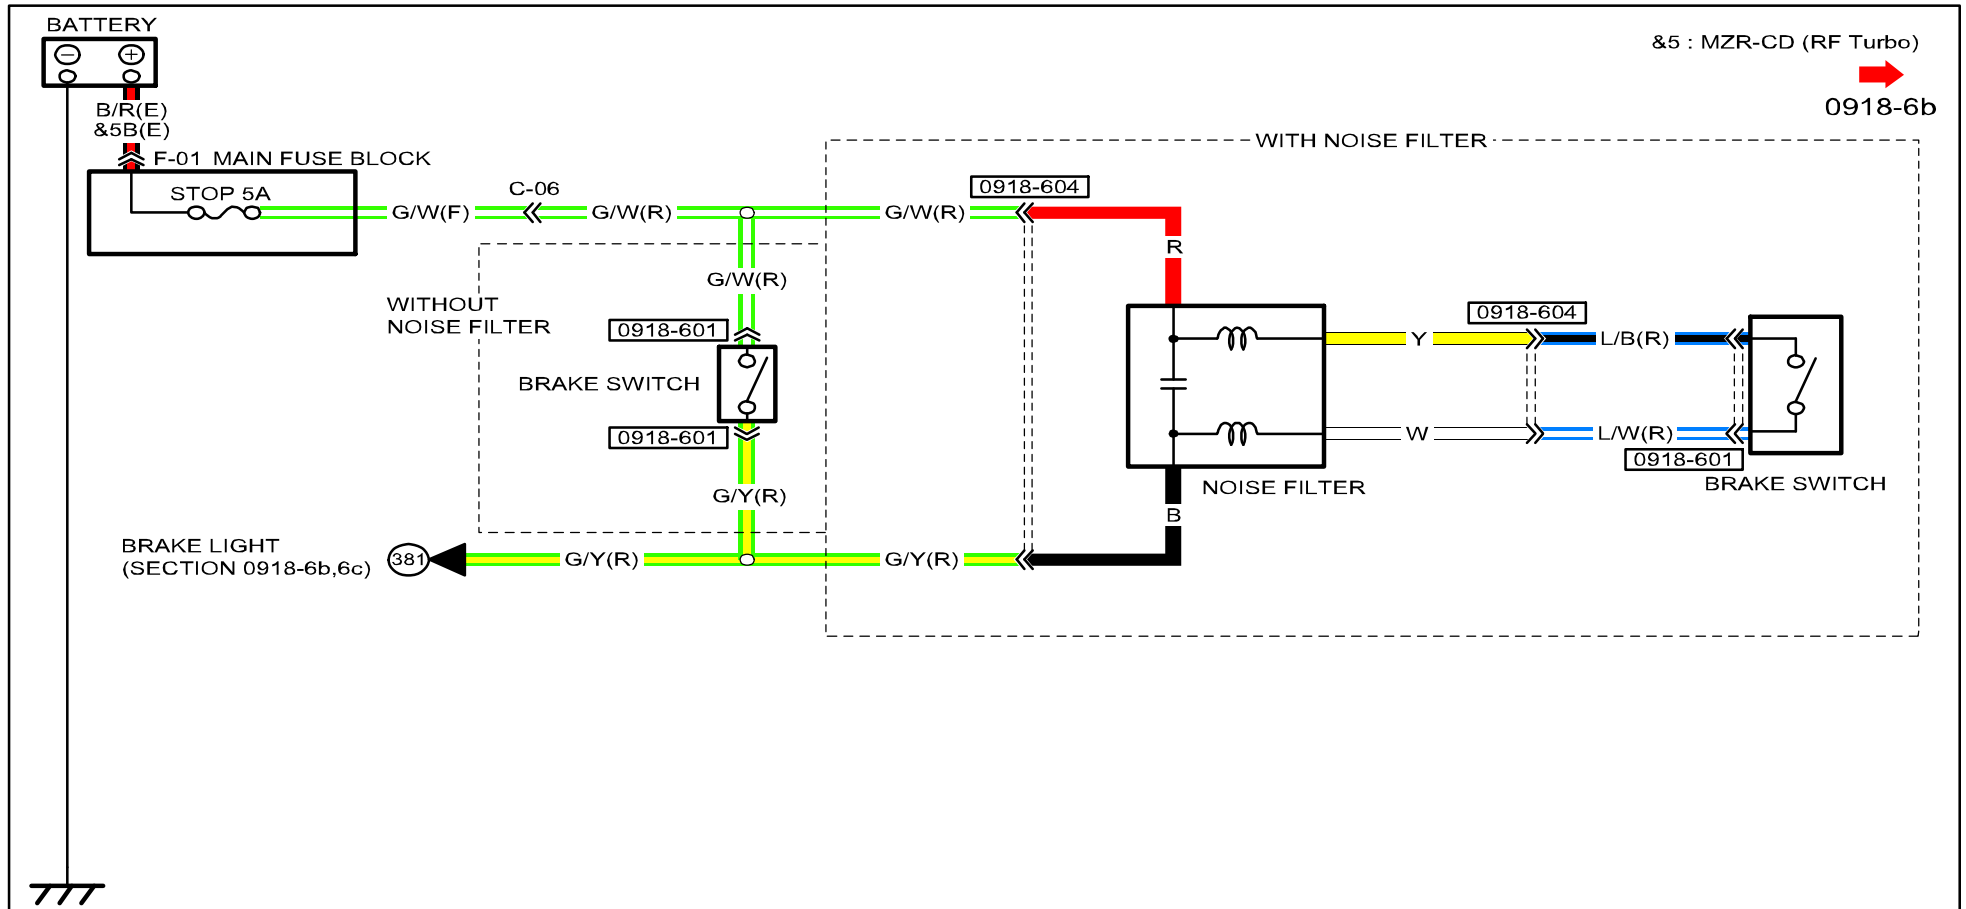 BATTERY
− +
&5 : MZR-CD (RF Turbo)
0918-6b
B/R(E)
&5B(E)
F-01 MAIN FUSE BLOCK
WITH NOISE FILTER
STOP 5A
C-06
0918-604
G/W(F)
G/W(R)
G/W(R)
R
G/W(R)
WITHOUT
NOISE FILTER
0918-601
0918-604
Y
L/B(R)
BRAKE SWITCH
0918-601
W
L/W(R)
0918-601
BRAKE SWITCH
NOISE FILTER
G/Y(R)
B
BRAKE LIGHT
(SECTION 0918-6b,6c)
381
G/Y(R)
G/Y(R)